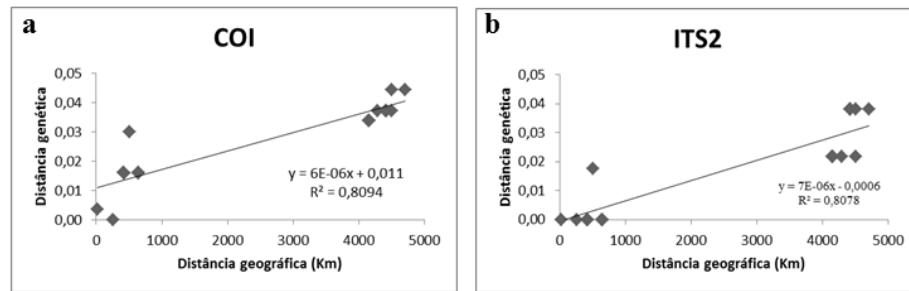 a
COI
Distância genética
0,05
0,04
0,03
0,02
0,01
0,00
y = 6E-06x + 0,011
R² = 0,8094
0 1000 2000 3000 4000 5000
Distância geográfica (Km)
b
ITS2
Distância genética
0,05
0,04
0,03
0,02
0,01
0,00
y = 7E-06x - 0,0006
R² = 0,8078
0 1000 2000 3000 4000 5000
Distância geográfica (Km)